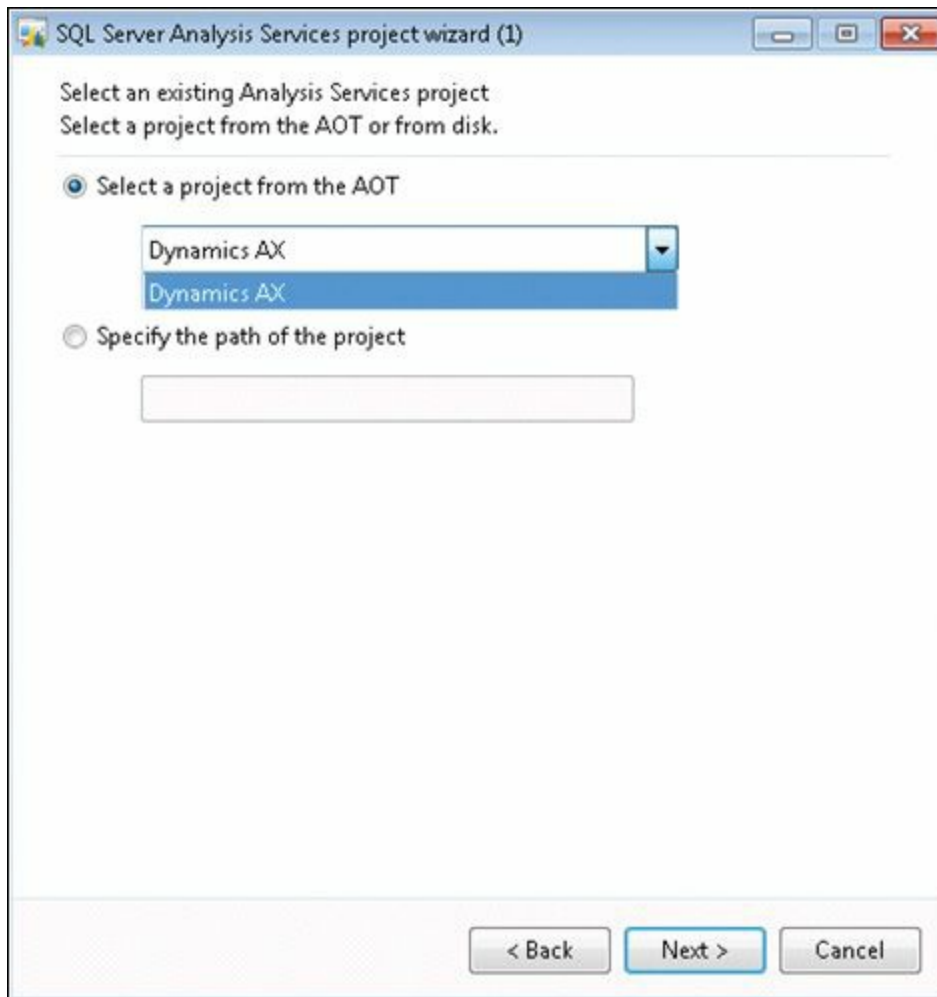 SQL Server Analysis Services project wizard (1)
Select an existing Analysis Services project
Select a project from the AOT or from disk.
Select a project from the AOT
Dynamics AX
Dynamics AX
Specify the path of the project
< Back Next > Cancel